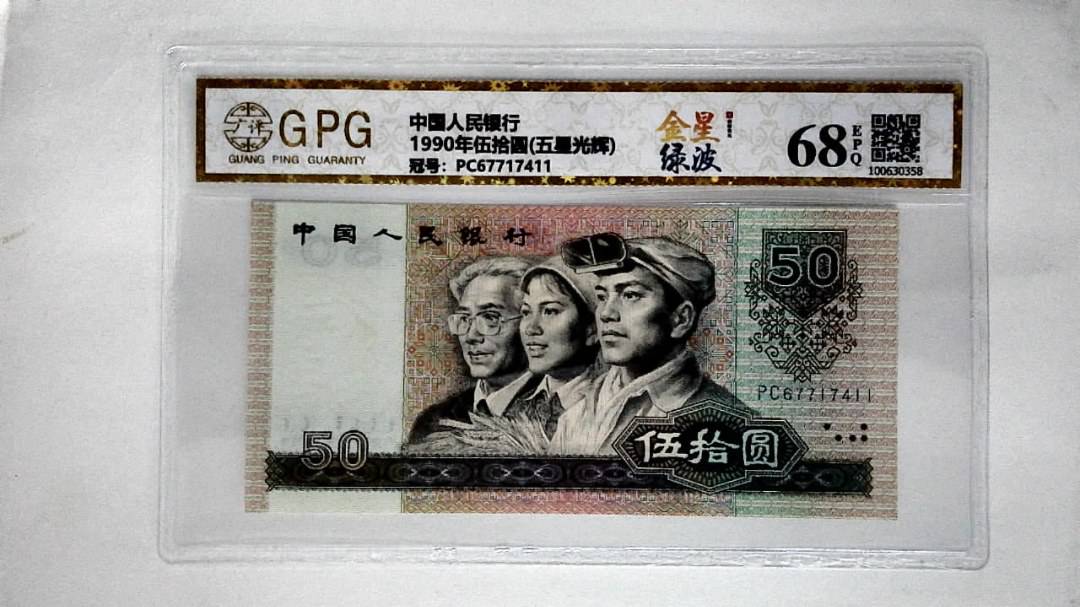 广评
GPG
GUANG PING GUARANTY
中国人民银行
1990年伍拾圆(五星光辉)
冠号: PC67717411
金星
绿波
68
EPQ
100630358
中国人民银行
50
PC67717411
50
伍拾圆